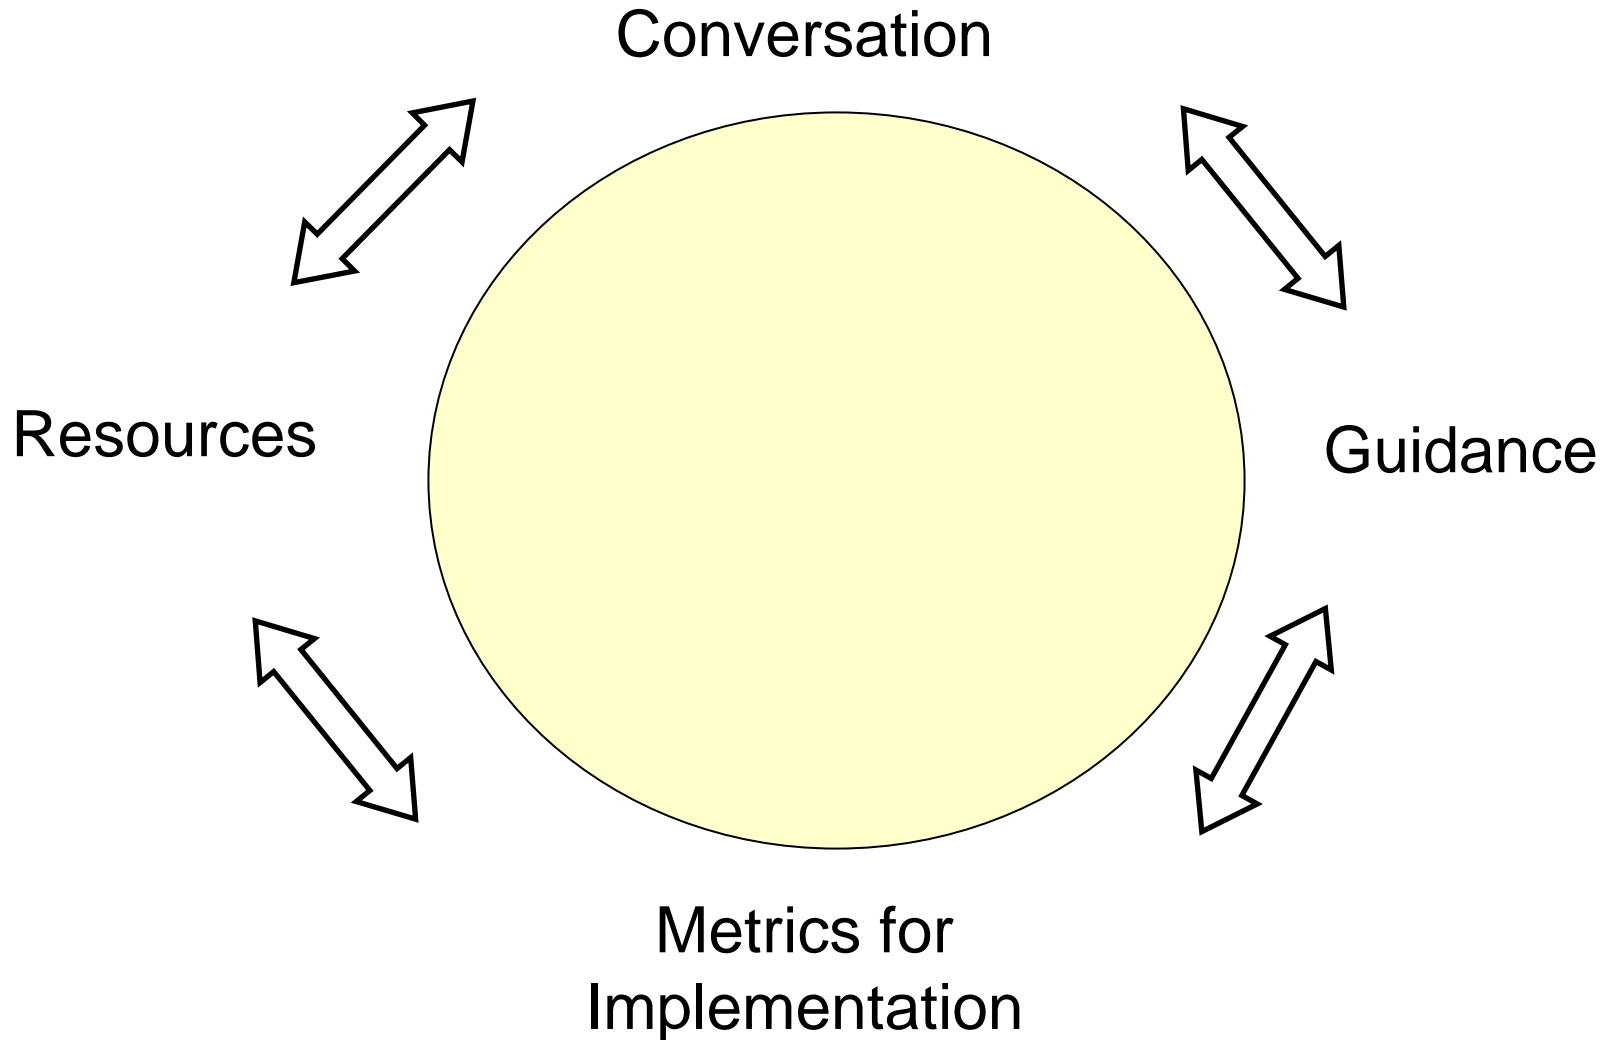 Conversation
Resources
Guidance
Metrics for
Implementation